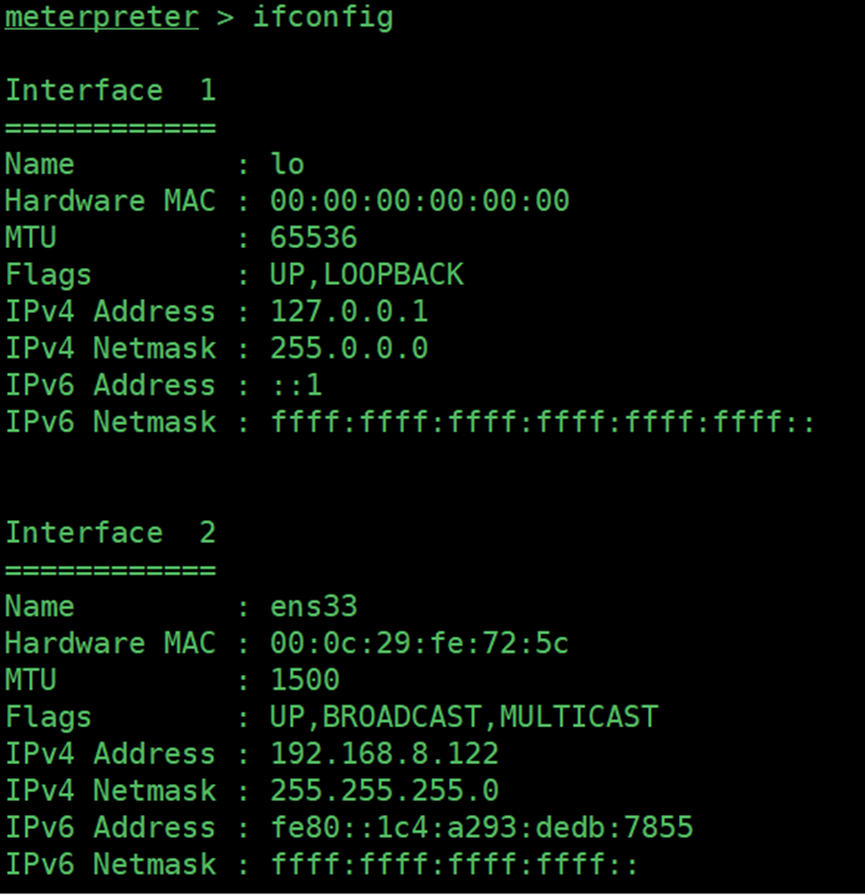 meterpreter > ifconfig
Interface  1
============
Name         : lo
Hardware MAC : 00:00:00:00:00:00
MTU          : 65536
Flags        : UP,LOOPBACK
IPv4 Address : 127.0.0.1
IPv4 Netmask : 255.0.0.0
IPv6 Address : ::1
IPv6 Netmask : ffff:ffff:ffff:ffff:ffff:ffff::
Interface  2
============
Name         : ens33
Hardware MAC : 00:0c:29:fe:72:5c
MTU          : 1500
Flags        : UP,BROADCAST,MULTICAST
IPv4 Address : 192.168.8.122
IPv4 Netmask : 255.255.255.0
IPv6 Address : fe80::1c4:a293:dedb:7855
IPv6 Netmask : ffff:ffff:ffff:ffff::